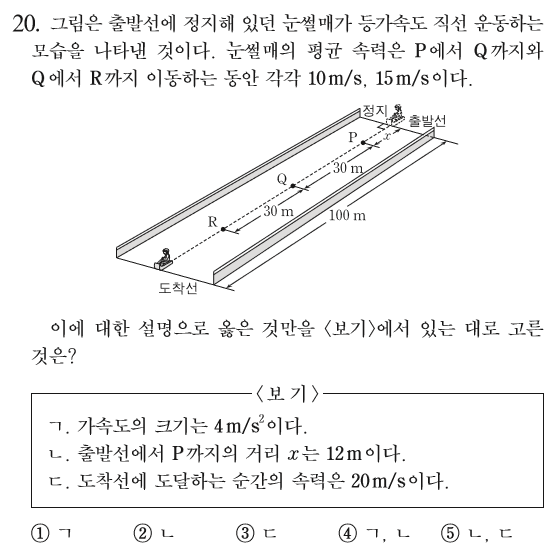 20. 그림은 출발선에 정지해 있던 눈썰매가 등가속도 직선 운동하는
모습을 나타낸 것이다. 눈썰매의 평균 속력은 P에서 Q까지와
Q에서 R까지 이동하는 동안 각각 10m/s, 15m/s이다.
정지
출발선
P
x
30 m
Q
30 m
R
100 m
도착선
이에 대한 설명으로 옳은 것만을 <보기>에서 있는 대로 고른
것은?
<보 기>
ㄱ. 가속도의 크기는 4m/s²이다.
ㄴ. 출발선에서 P까지의 거리 x는 12m이다.
ㄷ. 도착선에 도달하는 순간의 속력은 20m/s이다.
① ㄱ ② ㄴ ③ ㄷ ④ ㄱ, ㄴ ⑤ ㄴ, ㄷ